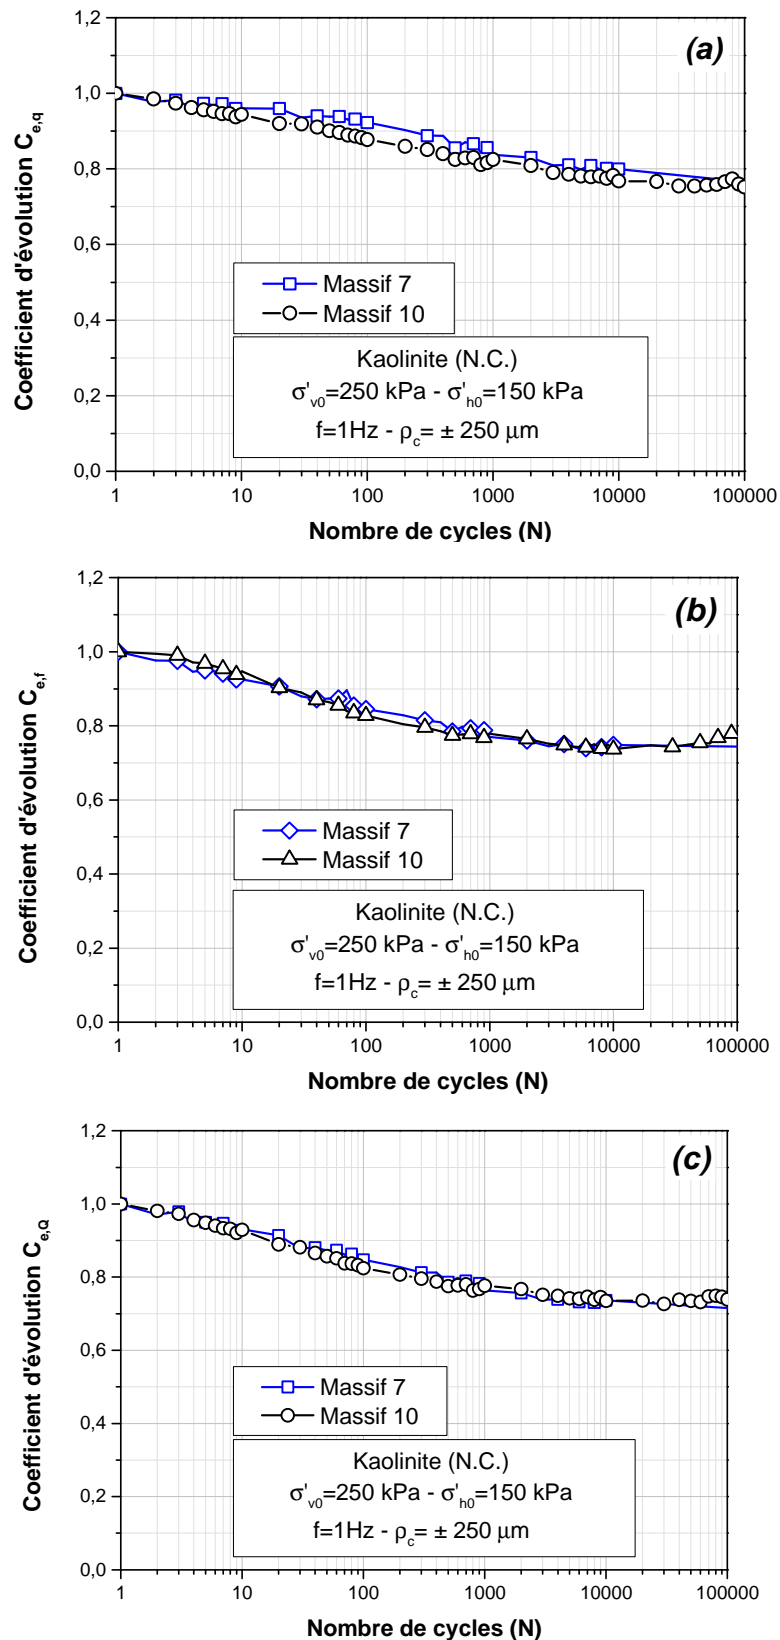 (a)
1,2
1,0
0,8
0,6
0,4
0,2
0,0
Coefficient d'évolution C e,q
Massif 7
Massif 10
Kaolinite (N.C.)
σ'v0=250 kPa - σ'h0=150 kPa
f=1Hz - ρc= ± 250 μm
1 10 100 1000 10000 100000
Nombre de cycles (N)
(b)
1,2
1,0
0,8
0,6
0,4
0,2
0,0
Coefficient d'évolution C e,f
Massif 7
Massif 10
Kaolinite (N.C.)
σ'v0=250 kPa - σ'h0=150 kPa
f=1Hz - ρc= ± 250 μm
1 10 100 1000 10000 100000
Nombre de cycles (N)
(c)
1,2
1,0
0,8
0,6
0,4
0,2
0,0
Coefficient d'évolution C e,Q
Massif 7
Massif 10
Kaolinite (N.C.)
σ'v0=250 kPa - σ'h0=150 kPa
f=1Hz - ρc= ± 250 μm
1 10 100 1000 10000 100000
Nombre de cycles (N)